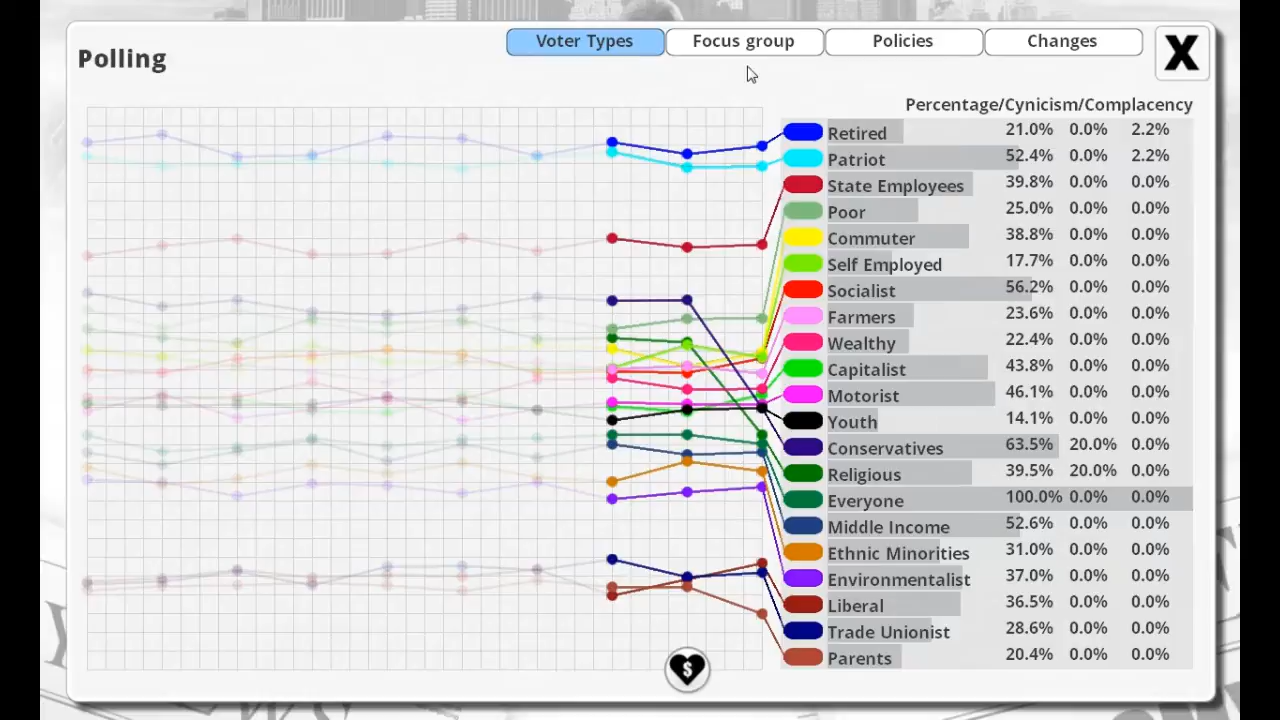 Polling
Voter Types
Focus group
Policies
Changes
X
Percentage/Cynicism/Complacency
Retired 21.0% 0.0% 2.2%
Patriot 52.4% 0.0% 2.2%
State Employees 39.8% 0.0% 0.0%
Poor 25.0% 0.0% 0.0%
Commuter 38.8% 0.0% 0.0%
Self Employed 17.7% 0.0% 0.0%
Socialist 56.2% 0.0% 0.0%
Farmers 23.6% 0.0% 0.0%
Wealthy 22.4% 0.0% 0.0%
Capitalist 43.8% 0.0% 0.0%
Motorist 46.1% 0.0% 0.0%
Youth 14.1% 0.0% 0.0%
Conservatives 63.5% 20.0% 0.0%
Religious 39.5% 20.0% 0.0%
Everyone 100.0% 0.0% 0.0%
Middle Income 52.6% 0.0% 0.0%
Ethnic Minorities 31.0% 0.0% 0.0%
Environmentalist 37.0% 0.0% 0.0%
Liberal 36.5% 0.0% 0.0%
Trade Unionist 28.6% 0.0% 0.0%
Parents 20.4% 0.0% 0.0%
$